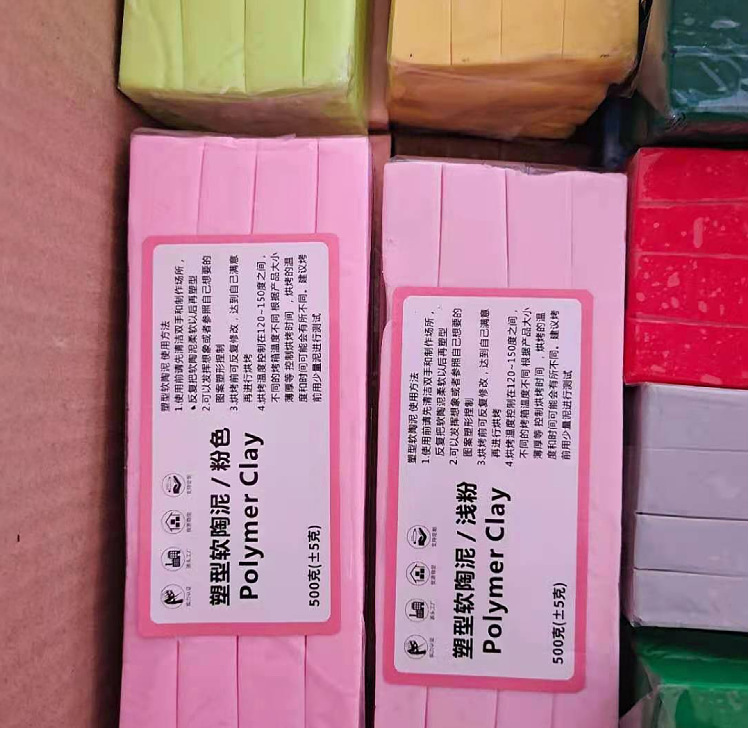 塑型软陶泥 使用方法
1.使用前请先清洁双手和制作场所，
反复把软陶泥柔软以后再塑型
2.可以发挥想象或者参照自己想要的
图案塑形捏制
3.烘烤前可反复修改，达到自己满意
再进行烘烤
4.烘烤温度控制在120~150度之间，
不同的烤箱温度不同 根据产品大小
薄厚等 控制烘烤时间 ，烘烤的温
度和时间可能会有所不同。建议烤
前用少量泥进行测试
塑型软陶泥 / 粉色
Polymer Clay
500克(±5克)
塑型软陶泥 使用方法
1.使用前请先清洁双手和制作场所，
反复把软陶泥柔软以后再塑型
2.可以发挥想象或者参照自己想要的
图案塑形捏制
3.烘烤前可反复修改，达到自己满意
再进行烘烤
4.烘烤温度控制在120~150度之间，
不同的烤箱温度不同 根据产品大小
薄厚等 控制烘烤时间 ，烘烤的温
度和时间可能会有所不同。建议烤
前用少量泥进行测试
塑型软陶泥 / 浅粉
Polymer Clay
500克(±5克)